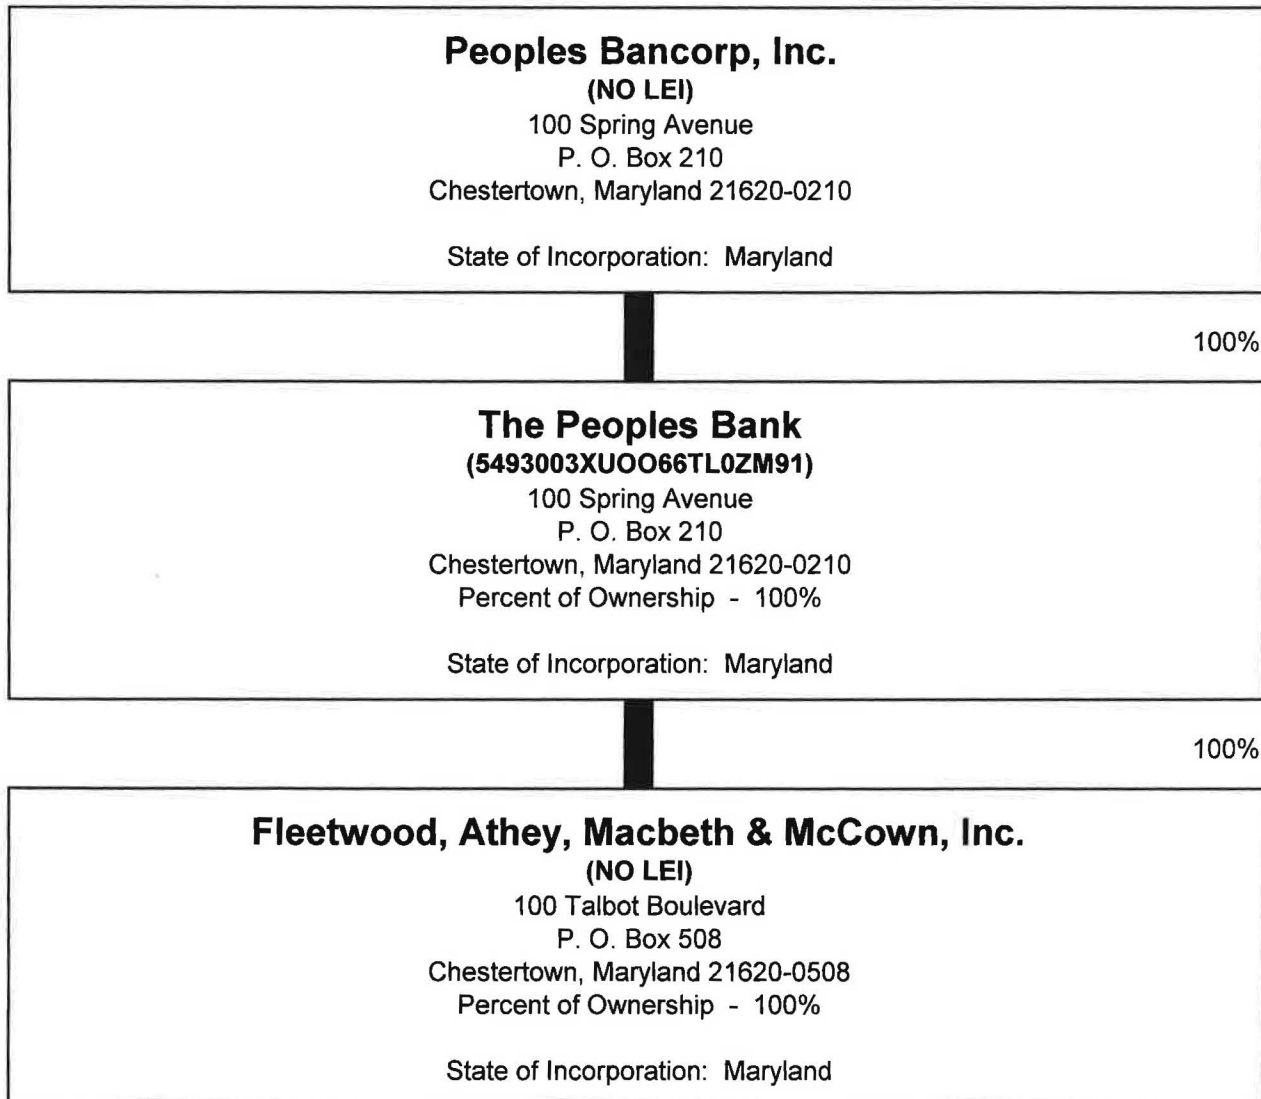 Peoples Bancorp, Inc.
(NO LEI)
100 Spring Avenue
P. O. Box 210
Chestertown, Maryland 21620-0210
State of Incorporation: Maryland
100%
The Peoples Bank
(5493003XUOO66TL0ZM91)
100 Spring Avenue
P. O. Box 210
Chestertown, Maryland 21620-0210
Percent of Ownership - 100%
State of Incorporation: Maryland
100%
Fleetwood, Athey, Macbeth & McCown, Inc.
(NO LEI)
100 Talbot Boulevard
P. O. Box 508
Chestertown, Maryland 21620-0508
Percent of Ownership - 100%
State of Incorporation: Maryland